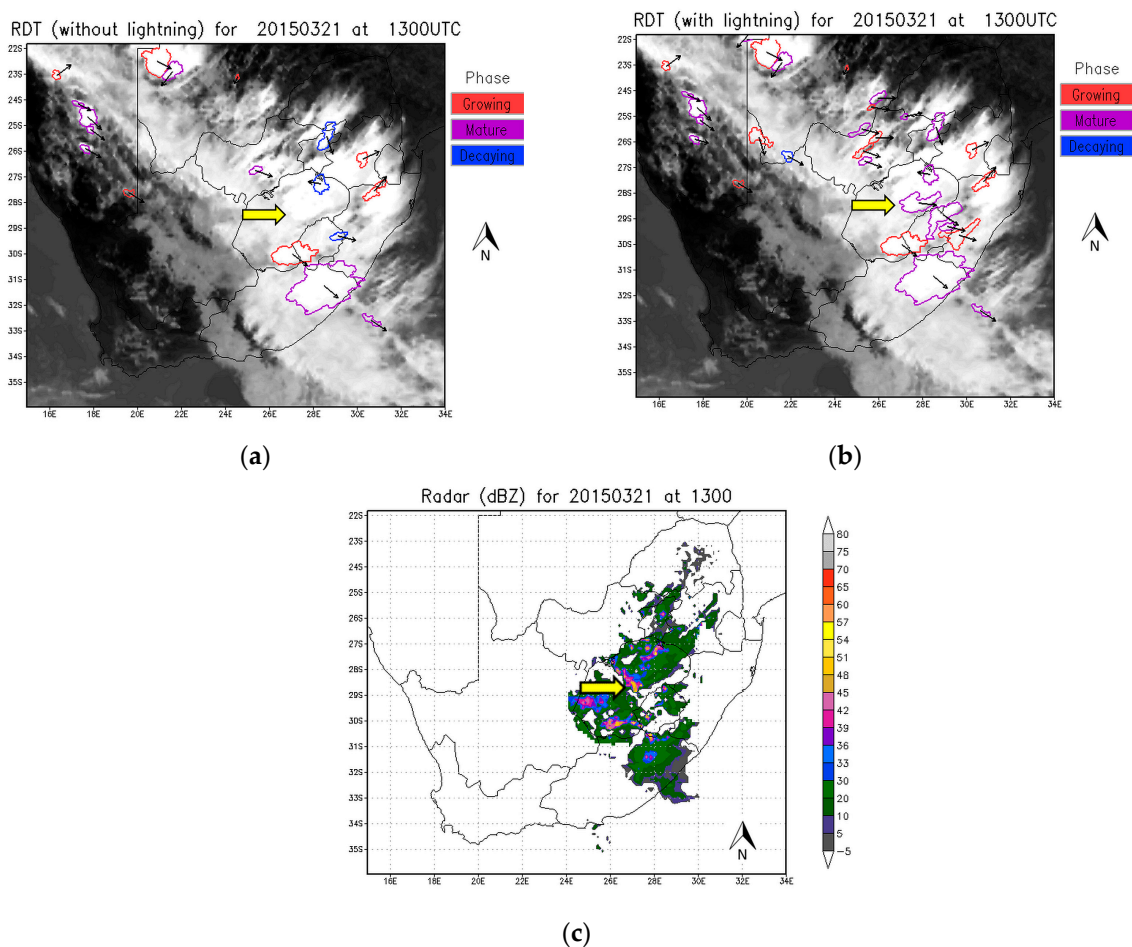 RDT (without lightning) for 20150321 at 1300UTC
22S
23S
24S
25S
26S
27S
28S
29S
30S
31S
32S
33S
34S
35S
16E 18E 20E 22E 24E 26E 28E 30E 32E 34E
Phase
Growing
Mature
Decaying
N
(a)
RDT (with lightning) for 20150321 at 1300UTC
22S
23S
24S
25S
26S
27S
28S
29S
30S
31S
32S
33S
34S
35S
16E 18E 20E 22E 24E 26E 28E 30E 32E 34E
Phase
Growing
Mature
Decaying
N
(b)
Radar (dBZ) for 20150321 at 1300
22S
23S
24S
25S
26S
27S
28S
29S
30S
31S
32S
33S
34S
35S
16E 18E 20E 22E 24E 26E 28E 30E 32E 34E
80
75
70
65
60
57
54
51
48
45
42
39
36
33
30
20
10
5
-5
N
(c)